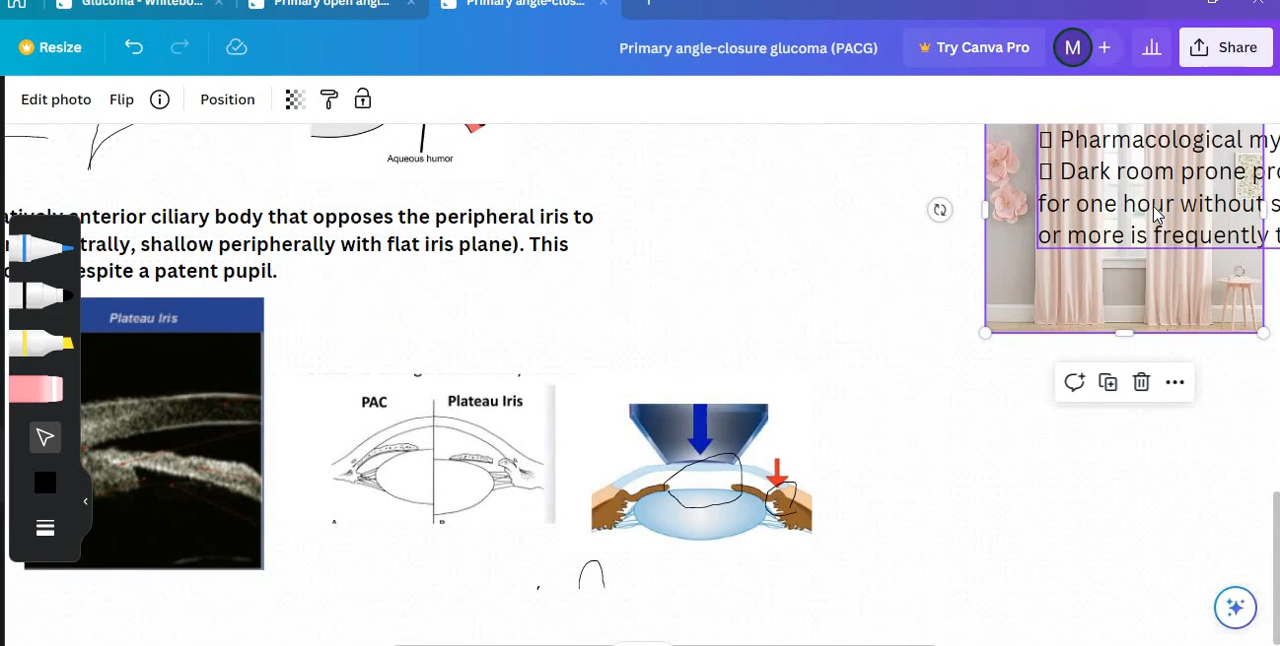 Glucoma - Whitebo...
Primary open angl...
Primary angle-clos...
Resize
Primary angle-closure glucoma (PACG)
Try Canva Pro
M
Share
Edit photo
Flip
Position
Aqueous humor
anterior ciliary body that opposes the peripheral iris to
trally, shallow peripherally with flat iris plane). This
espite a patent pupil.
Pharmacological my
Dark room prone pro
for one hour without s
or more is frequently t
Plateau Iris
PAC
Plateau Iris